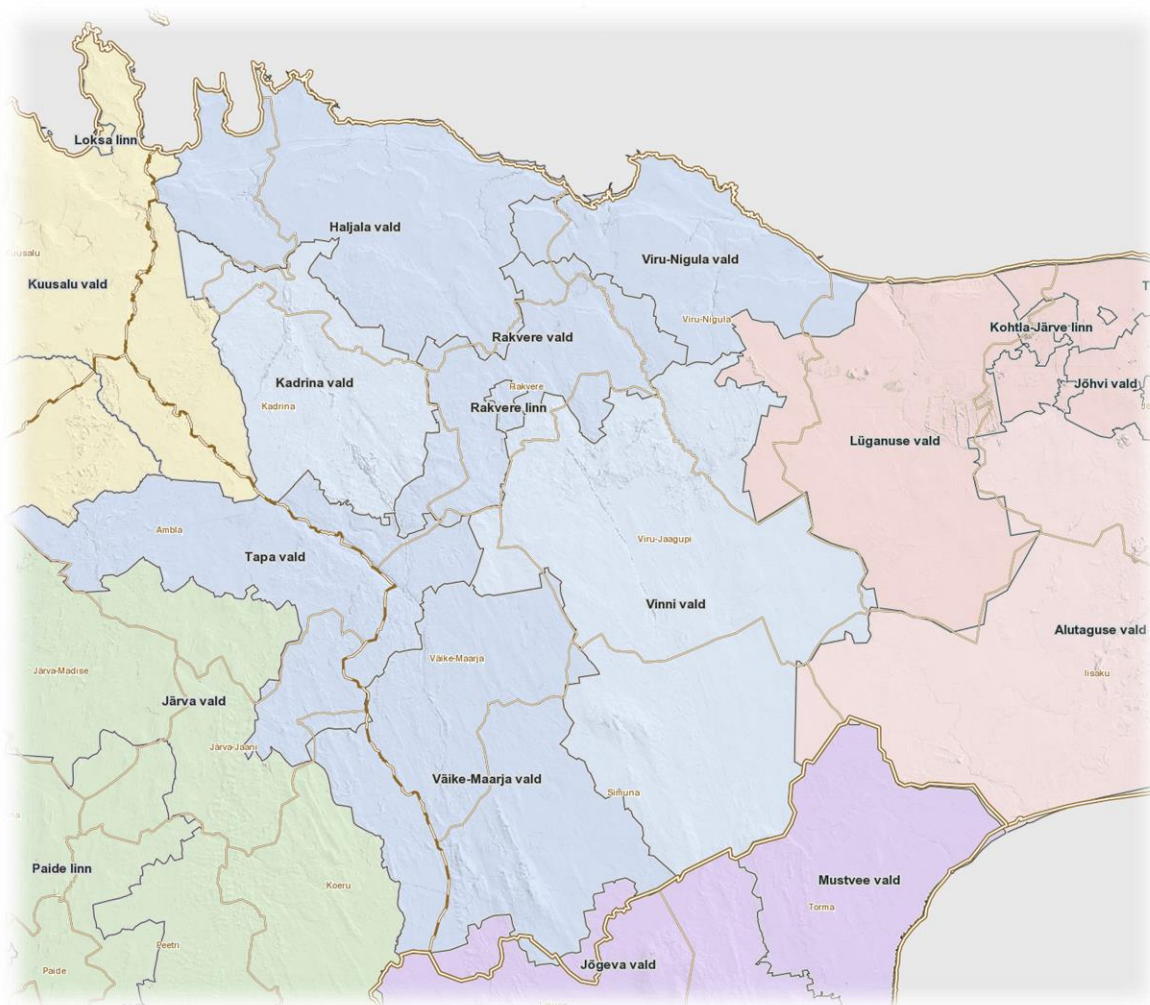 Loksa linn
Haljala vald
Kuusalu vald
Viru-Nigula vald
Viru-Nigula
Kohtla-Järve linn
Rakvere vald
Jõhvi vald
Kadrina vald
Kadrina
Rakvere
Rakvere linn
Lüganuse vald
Ambla
Tapa vald
Viru-Jaagupi
Vinni vald
Alutaguse vald
Väike-Maarja
Iisaku
Järva-Madise
Järva vald
Järva-Jaani
Väike-Maarja vald
Simuna
Paide linn
Koeru
Mustvee vald
Torma
Peetri
Paide
Jõgeva vald